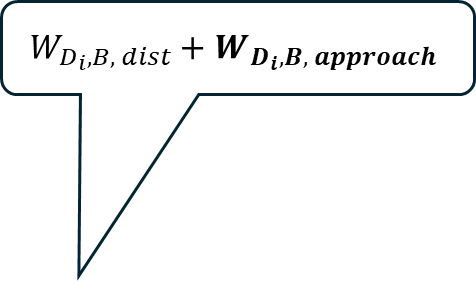 W_{D_i,B, dist} + W_{D_i,B, approach}